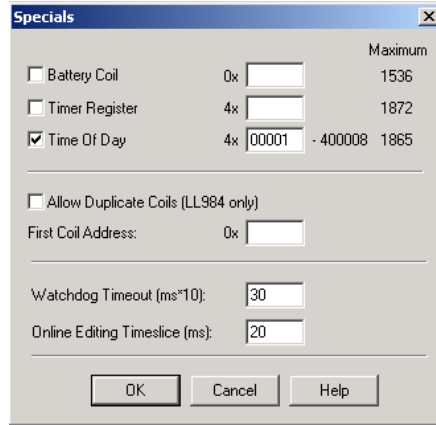 Specials
Maximum
Battery Coil 0x 1536
Timer Register 4x 1872
Time Of Day 4x 00001 - 400008 1865
Allow Duplicate Coils (LL984 only)
First Coil Address: 0x
Watchdog Timeout (ms*10): 30
Online Editing Timeslice (ms): 20
OK Cancel Help